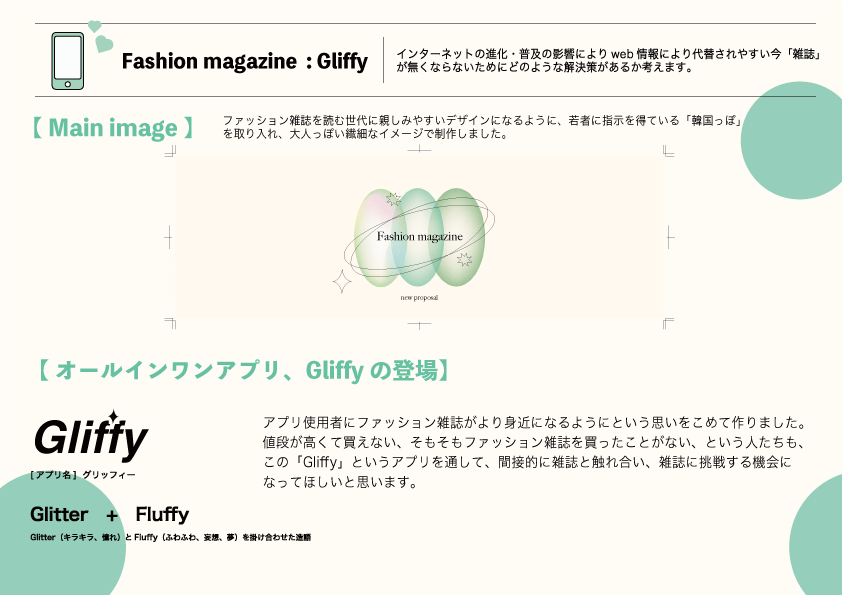 Fashion magazine : Gliffy
インターネットの進化・普及の影響により web 情報により代替されやすい今「雑誌」
が無くならないためにどのような解決策があるか考えます。
【 Main image 】
ファッション雑誌を読む世代に親しみやすいデザインになるように、若者に指示を得ている「韓国っぽ」
を取り入れ、大人っぽい繊細なイメージで制作しました。
Fashion magazine
new proposal
【 オールインワンアプリ、Gliffy の登場】
Gliffy
[ アプリ名 ] グリッフィー
アプリ使用者にファッション雑誌がより身近になるようにという思いをこめて作りました。
値段が高くて買えない、そもそもファッション雑誌を買ったことがない、という人たちも、
この「Gliffy」というアプリを通して、間接的に雑誌と触れ合い、雑誌に挑戦する機会に
なってほしいと思います。
Glitter + Fluffy
Glitter（キラキラ、憧れ）と Fluffy（ふわふわ、妄想、夢）を掛け合わせた造語